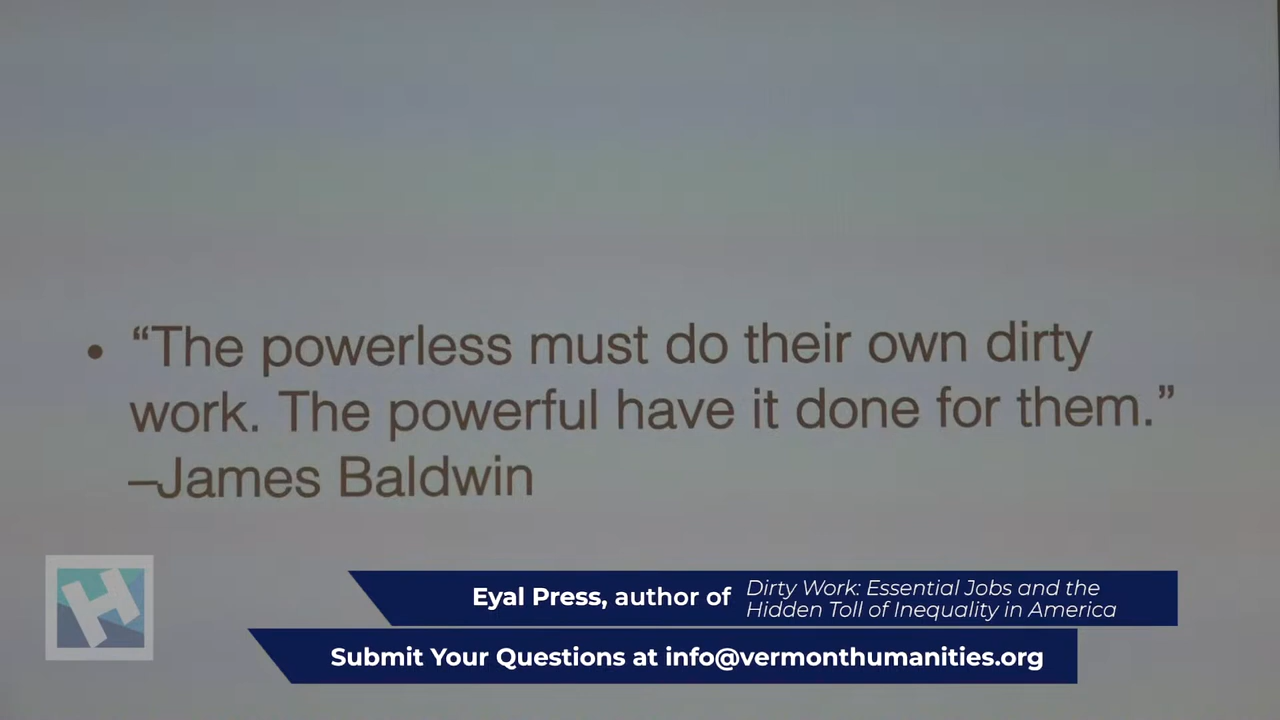 • “The powerless must do their own dirty
work. The powerful have it done for them.”
–James Baldwin
H
Eyal Press, author of
Dirty Work: Essential Jobs and the
Hidden Toll of Inequality in America
Submit Your Questions at info@vermonthumanities.org